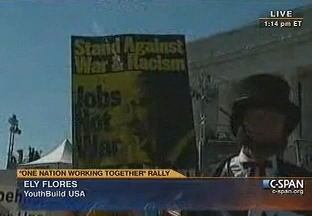 LIVE
1:14 pm ET
Stand Against
War & Racism
Jobs
Not
War
"ONE NATION WORKING TOGETHER" RALLY
ELY FLORES
YouthBuild USA
C-SPAN
c-span.org